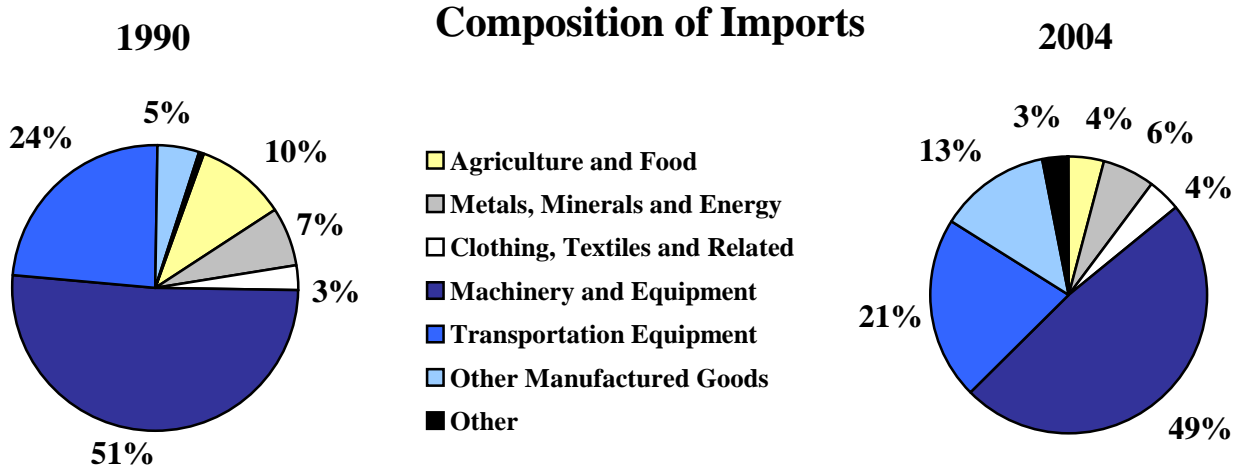 Composition of Imports
1990
2004
5%
24%
10%
7%
3%
51%
Agriculture and Food
Metals, Minerals and Energy
Clothing, Textiles and Related
Machinery and Equipment
Transportation Equipment
Other Manufactured Goods
Other
3%
4%
6%
13%
4%
21%
49%